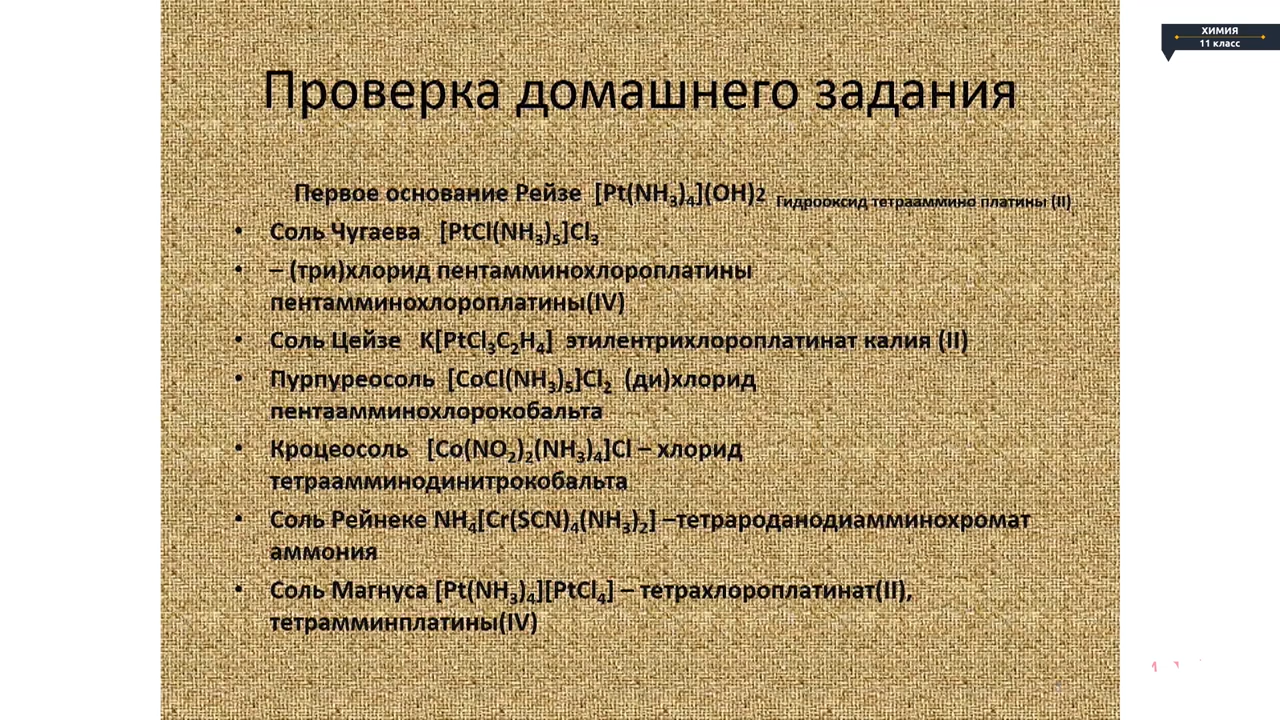 ХИМИЯ
11 класс
Проверка домашнего задания
Первое основание Рейзе [Pt(NH₃)₄](OH)2 Гидрооксид тетрааммино платины (II)
• Соль Чугаева [PtCl(NH₃)₅]Cl₃
• – (три)хлорид пентамминохлороплатины
пентамминохлороплатины(IV)
• Соль Цейзе K[PtCl₃C₂H₄] этилентрихлороплатинат калия (II)
• Пурпуреосоль [CoCl(NH₃)₅]Cl₂ (ди)хлорид
пентаамминохлорокобальта
• Кроцеосоль [Co(NO₂)₂(NH₃)₄]Cl – хлорид
тетраамминодинитрокобальта
• Соль Рейнеке NH₄[Cr(SCN)₄(NH₃)₂] –тетрароданодиамминохромат
аммония
• Соль Магнуса [Pt(NH₃)₄][PtCl₄] – тетрахлороплатинат(II),
тетрамминплатины(IV)